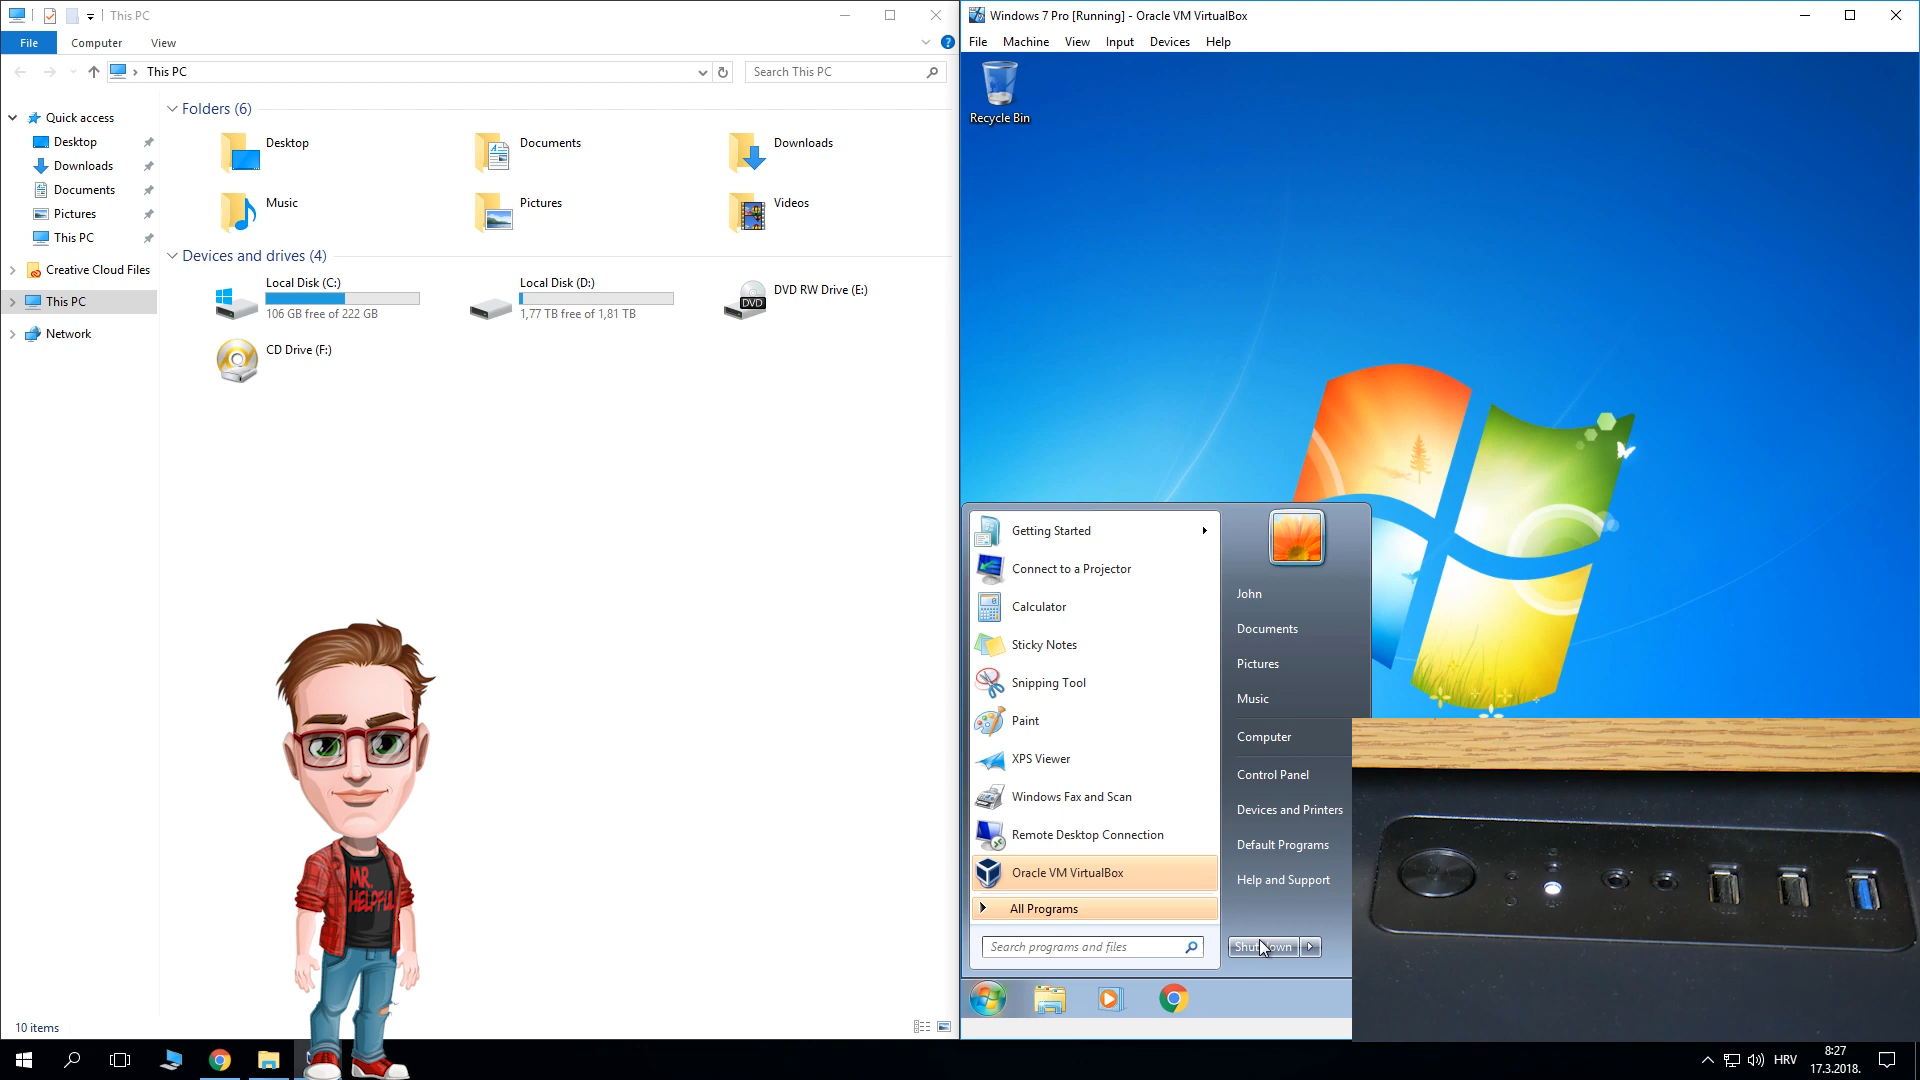 This PC
File
Computer
View
This PC
Search This PC
Quick access
Desktop
Downloads
Documents
Pictures
This PC
Creative Cloud Files
This PC
Network
Folders (6)
Desktop
Documents
Downloads
Music
Pictures
Videos
Devices and drives (4)
Local Disk (C:)
106 GB free of 222 GB
Local Disk (D:)
1,77 TB free of 1,81 TB
DVD RW Drive (E:)
DVD
CD Drive (F:)
MR.
HELPFUL
10 items
Windows 7 Pro [Running] - Oracle VM VirtualBox
File
Machine
View
Input
Devices
Help
Recycle Bin
Getting Started
Connect to a Projector
Calculator
Sticky Notes
Snipping Tool
Paint
XPS Viewer
Windows Fax and Scan
Remote Desktop Connection
Oracle VM VirtualBox
All Programs
Search programs and files
John
Documents
Pictures
Music
Computer
Control Panel
Devices and Printers
Default Programs
Help and Support
Shut down
HRV
8:27
17.3.2018.